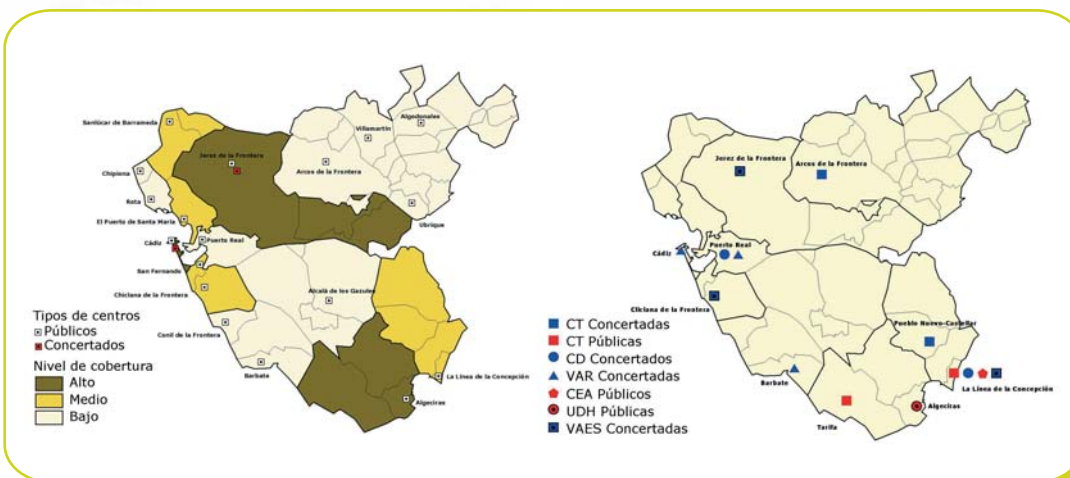 Algodonales
Villamartin
Sanlúcar de Barrameda
Jerez de la Frontera
Arcos de la Frontera
Chipiona
Rota
El Puerto de Santa María
Ubrique
Cádiz
Puerto Real
San Fernando
Chiclana de la Frontera
Alcalá de los Gazules
Conil de la Frontera
Barbate
La Línea de la Concepción
Algeciras
Tipos de centros
Públicos
Concertados
Nivel de cobertura
Alto
Medio
Bajo
Jerez de la Frontera
Arcos de la Frontera
Cádiz
Puerto Real
Cliclana de la Frontera
Pueblo Nuevo-Castellar
Barbate
La Línea de la Concepción
Algeciras
Tarifa
CT Concertadas
CT Públicas
CD Concertados
VAR Concertadas
CEA Públicos
UDH Públicas
VAES Concertadas